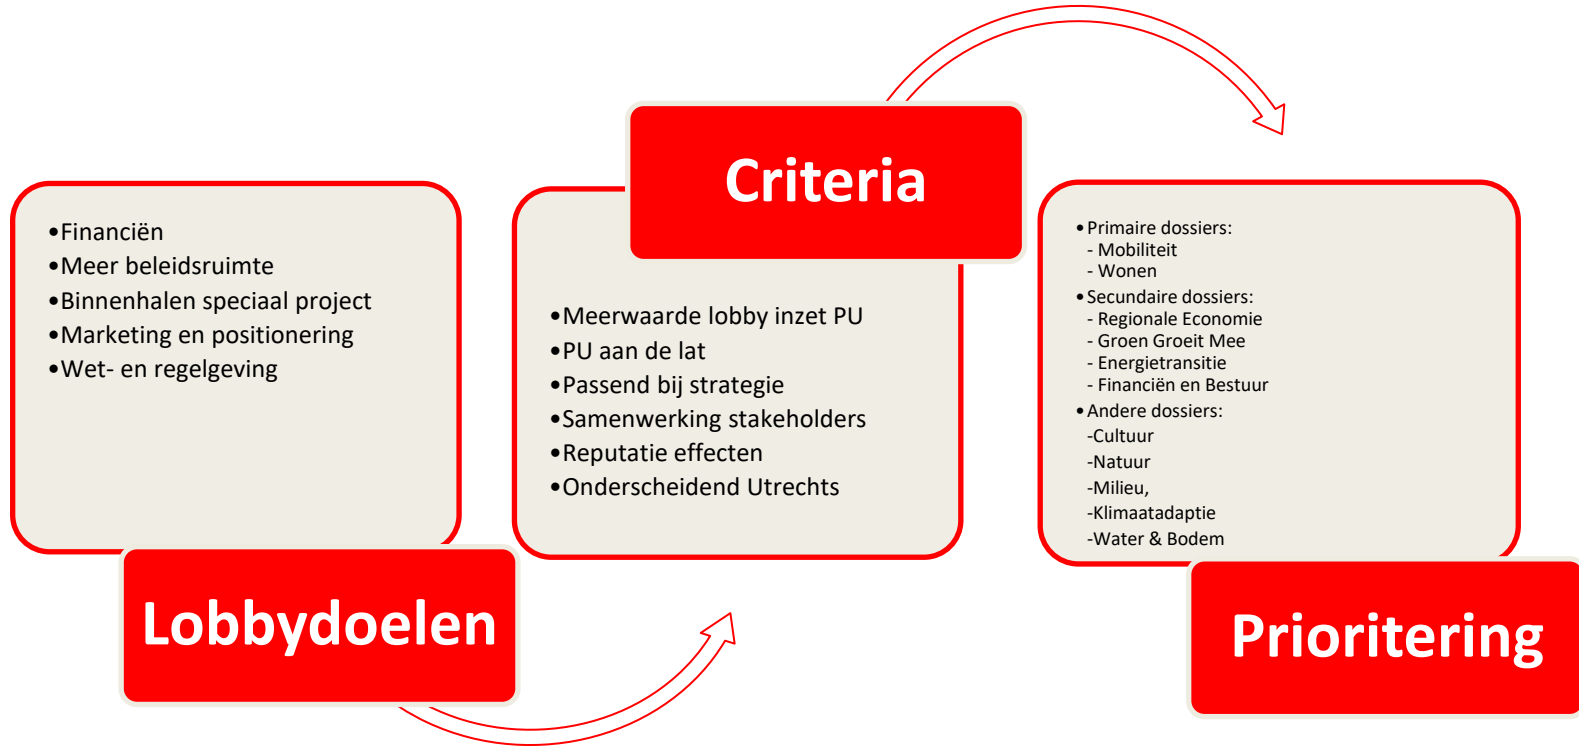 •Financiën
•Meer beleidsruimte
•Binnenhalen speciaal project
•Marketing en positionering
•Wet- en regelgeving
Lobbydoelen
Criteria
•Meerwaarde lobby inzet PU
•PU aan de lat
•Passend bij strategie
•Samenwerking stakeholders
•Reputatie effecten
•Onderscheidend Utrechts
•Primaire dossiers:
- Mobiliteit
- Wonen
•Secundaire dossiers:
- Regionale Economie
- Groen Groeit Mee
- Energietransitie
- Financiën en Bestuur
•Andere dossiers:
-Cultuur
-Natuur
-Milieu,
-Klimaatadaptie
-Water & Bodem
Prioritering